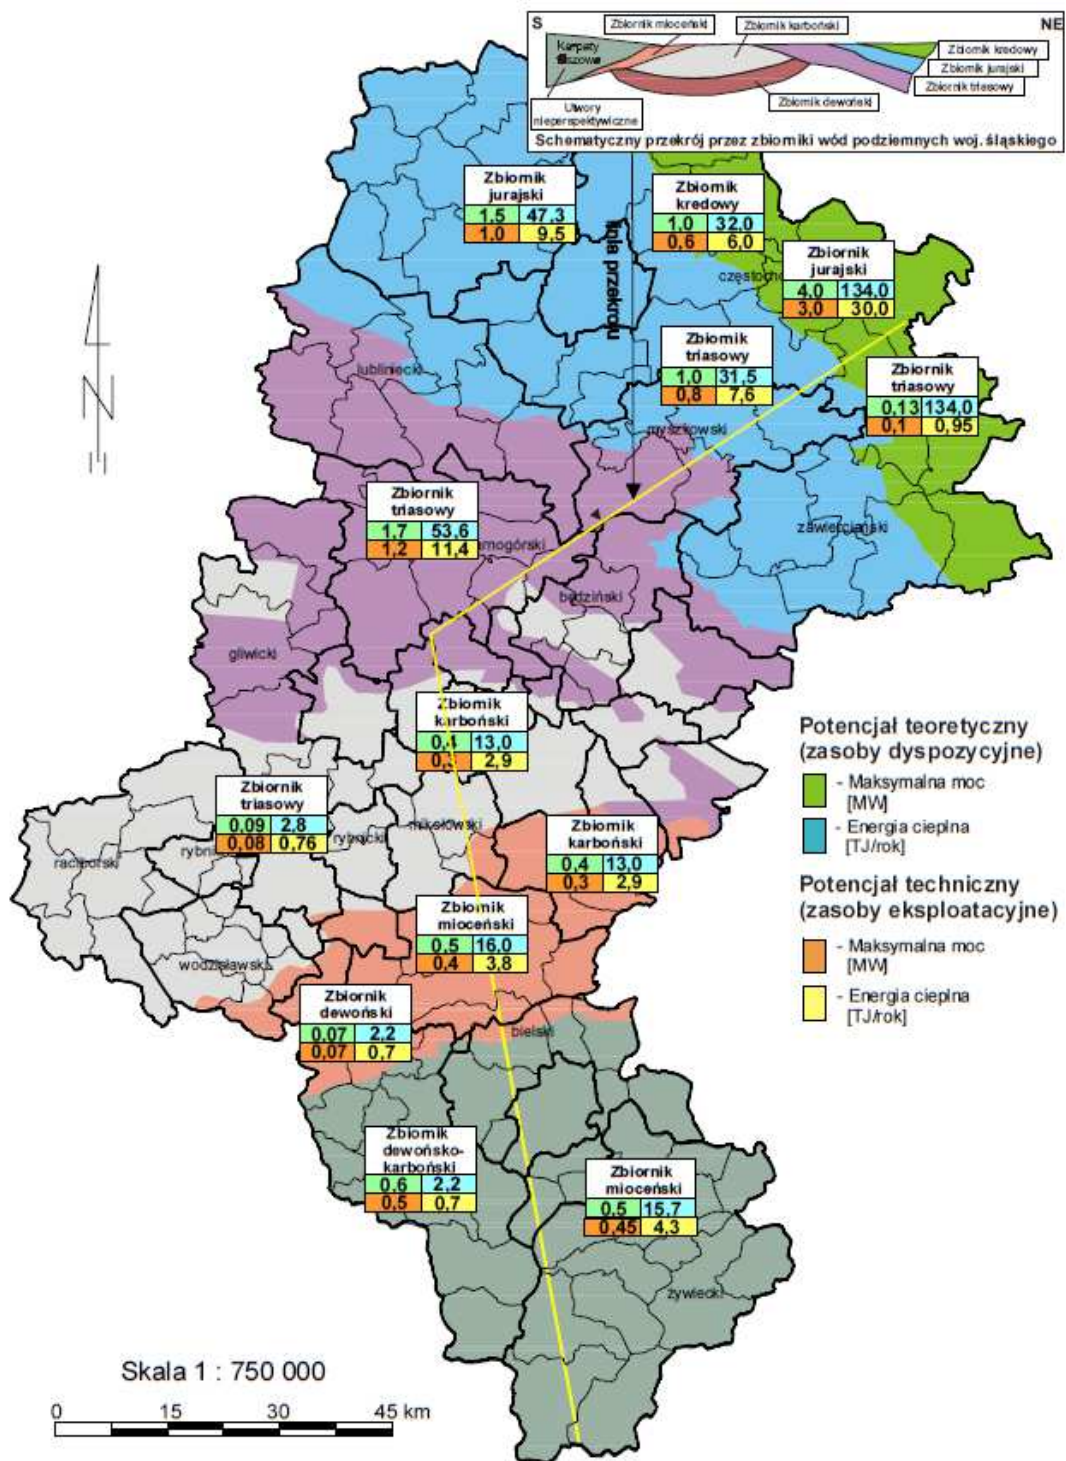 S
NE
Zbiornik mioceński
Zbiornik karboński
Karpaty
fliszowe
Zbiornik kredowy
Zbiornik jurajski
Zbiornik triasowy
Zbiornik dewoński
Utwory
nieperspektywiczne
Schematyczny przekrój przez zbiorniki wód podziemnych woj. śląskiego
Zbiornik
jurajski
1,5 47,3
1,0 9,5
Zbiornik
kredowy
1,0 32,0
0,6 6,0
linia przekroju
Zbiornik
jurajski
4,0 134,0
3,0 30,0
Zbiornik
triasowy
1,0 31,5
0,8 7,6
Zbiornik
triasowy
0,13 134,0
0,1 0,95
lubliniecki
myszkowski
Zbiornik
triasowy
1,7 53,6
1,2 11,4
zawierciański
będziński
gliwicki
N
Zbiornik
karboński
0,4 13,0
0,3 2,9
Potencjał teoretyczny
(zasoby dyspozycyjne)
- Maksymalna moc
[MW]
- Energia cieplna
[TJ/rok]
Potencjał techniczny
(zasoby eksploatacyjne)
- Maksymalna moc
[MW]
- Energia cieplna
[TJ/rok]
Zbiornik
triasowy
0,09 2,8
0,08 0,76
mikołowski
raciborski
Zbiornik
karboński
0,4 13,0
0,3 2,9
Zbiornik
mioceński
0,5 16,0
0,4 3,8
wodzisławski
Zbiornik
dewoński
0,07 2,2
0,07 0,7
bielski
Zbiornik
dewońsko-
karboński
0,6 2,2
0,5 0,7
Zbiornik
mioceński
0,5 15,7
0,45 4,3
żywiecki
Skala 1 : 750 000
0 15 30 45 km